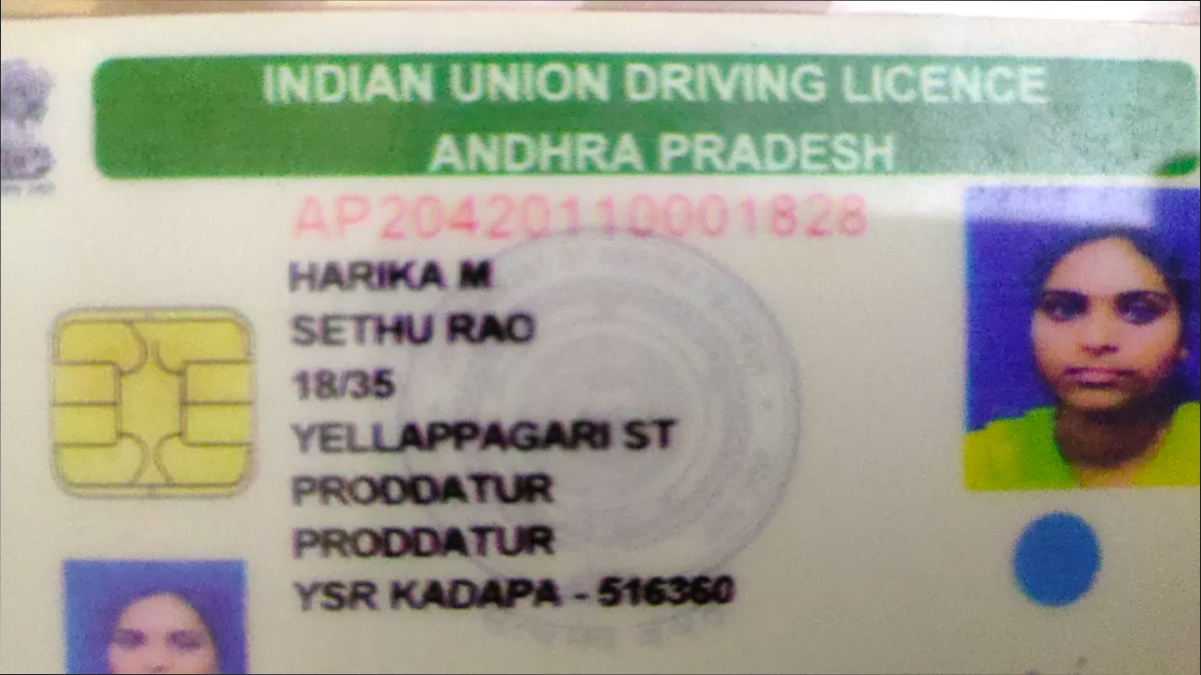 INDIAN UNION DRIVING LICENCE
ANDHRA PRADESH
AP20420110001828
HARIKA M
SETHU RAO
18/35
YELLAPPAGARI ST
PRODDATUR
PRODDATUR
YSR KADAPA - 516360